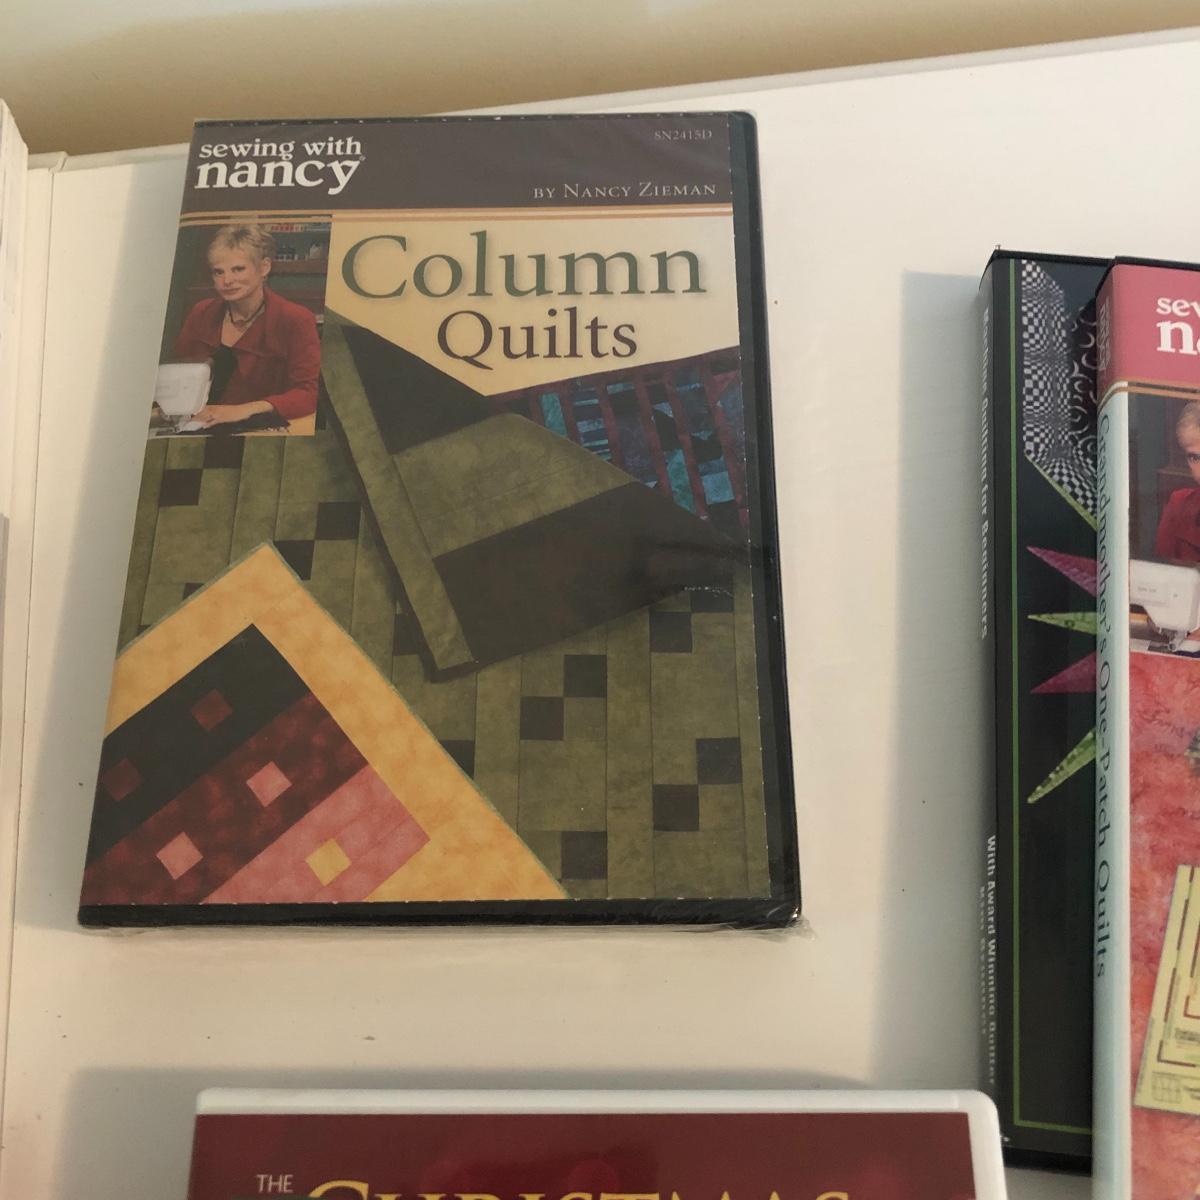 sewing with
nancy
SN2415D
BY NANCY ZIEMAN
Column
Quilts
Machine Quilting for Beginners
With Award Winning Quilter
sew
na
Grandmother's One-Patch Quilts
THE
CHRISTMAS